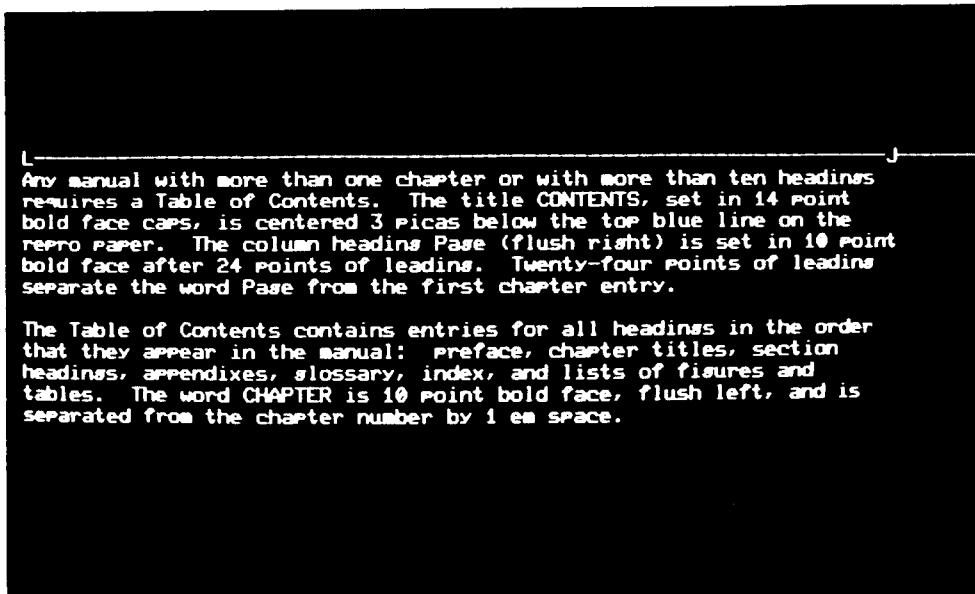 L----------------------------------------------------------------------J-------
Any manual with more than one chapter or with more than ten headings
requires a Table of Contents.  The title CONTENTS, set in 14 point
bold face caps, is centered 3 picas below the top blue line on the
repro paper.  The column heading Page (flush right) is set in 10 point
bold face after 24 points of leading.  Twenty-four points of leading
separate the word Page from the first chapter entry.

The Table of Contents contains entries for all headings in the order
that they appear in the manual:  preface, chapter titles, section
headings, appendixes, glossary, index, and lists of figures and
tables.  The word CHAPTER is 10 point bold face, flush left, and is
separated from the chapter number by 1 em space.